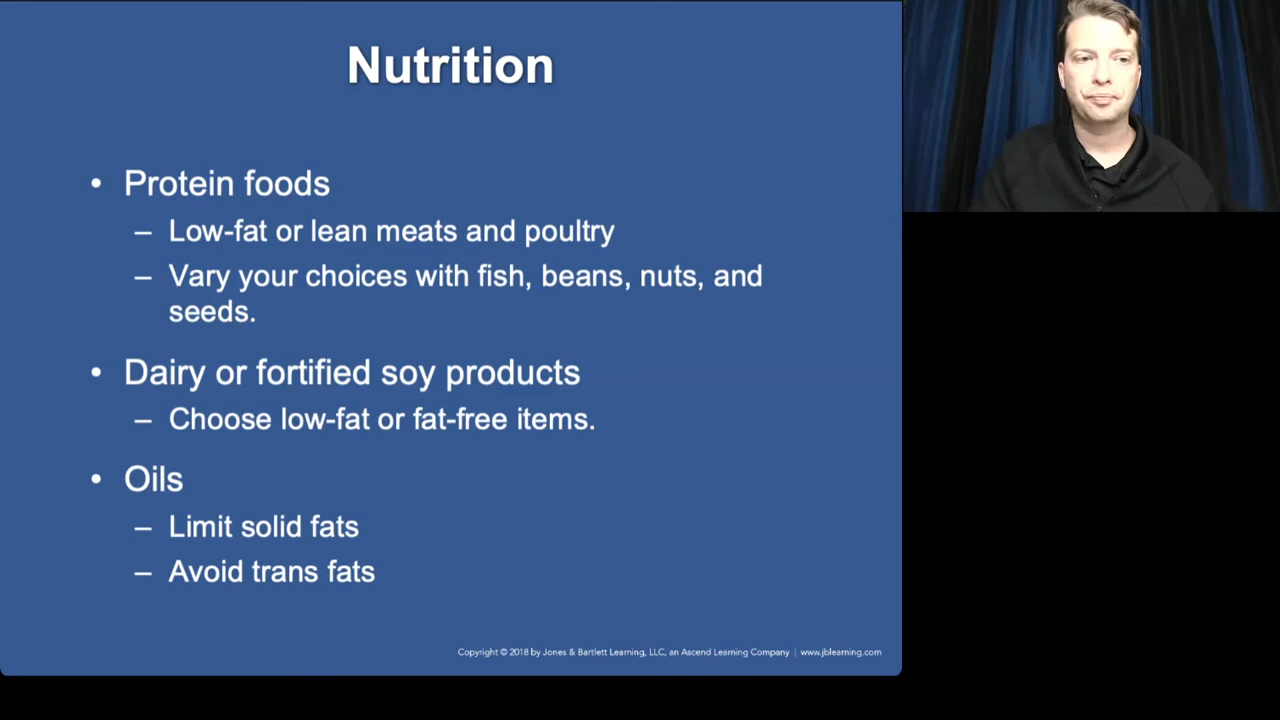 Nutrition
• Protein foods
– Low-fat or lean meats and poultry
– Vary your choices with fish, beans, nuts, and
seeds.
• Dairy or fortified soy products
– Choose low-fat or fat-free items.
• Oils
– Limit solid fats
– Avoid trans fats
Copyright © 2018 by Jones & Bartlett Learning, LLC, an Ascend Learning Company | www.jblearning.com